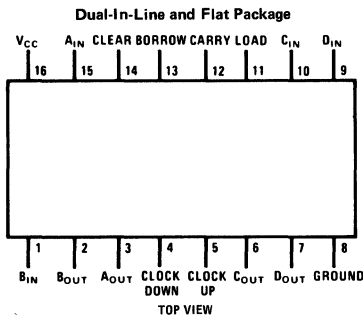 Dual-In-Line and Flat Package
VCC AIN CLEAR BORROW CARRY LOAD CIN DIN
16 15 14 13 12 11 10 9
1 2 3 4 5 6 7 8
BIN BOUT AOUT CLOCK DOWN CLOCK UP COUT DOUT GROUND
TOP VIEW